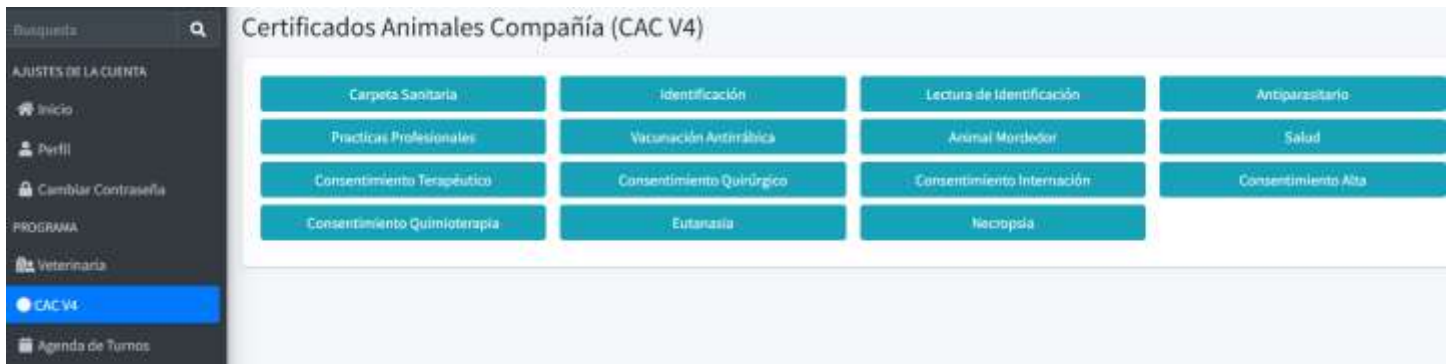 Busqueda
Certificados Animales Compañía (CAC V4)
AJUSTES DE LA CUENTA
Inicio
Perfil
Cambiar Contraseña
PROGRAMA
Veterinaria
CAC V4
Agenda de Turnos
Carpeta Sanitaria
Identificación
Lectura de Identificación
Antiparasitario
Practicas Profesionales
Vacunación Antirrábica
Animal Mordedor
Salud
Consentimiento Terapéutico
Consentimiento Quirúrgico
Consentimiento Internación
Consentimiento Alta
Consentimiento Quimioterapia
Eutanasia
Necropsia